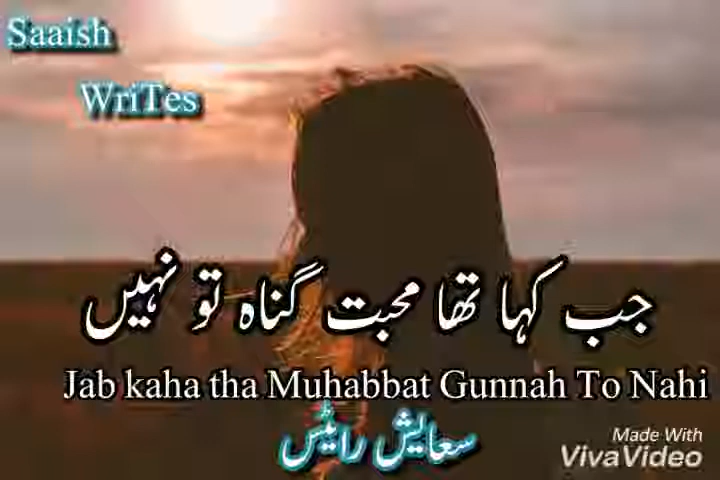 Saaish
WriTes
جب کہا تھا محبت گناہ تو نہیں
Jab kaha tha Muhabbat Gunnah To Nahi
سعایش رایٹس
Made With
VivaVideo